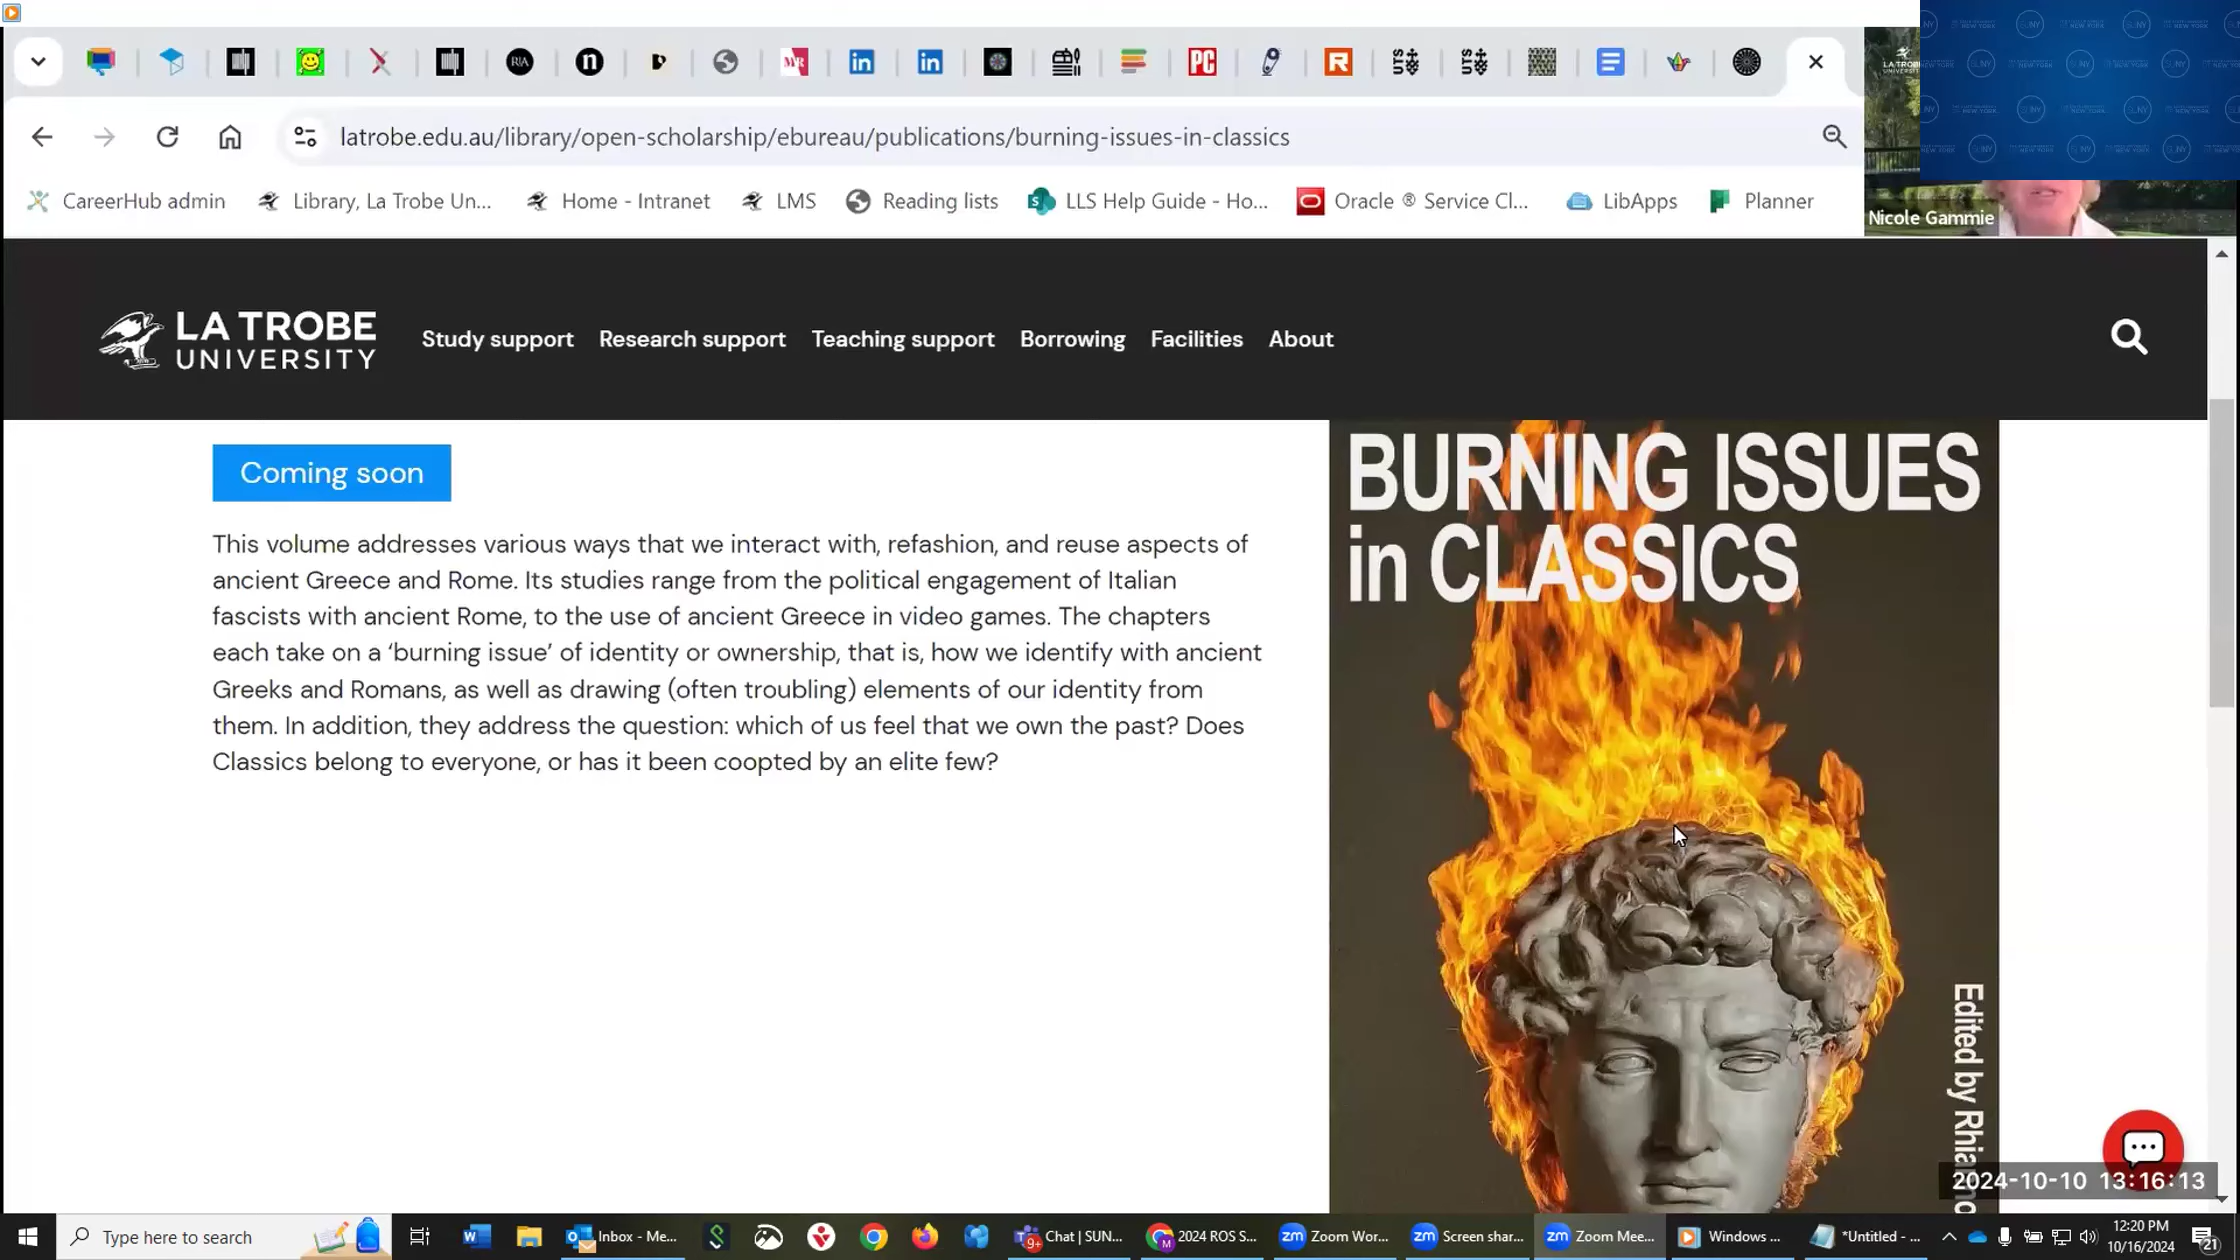 latrobe.edu.au/library/open-scholarship/ebureau/publications/burning-issues-in-classics
CareerHub admin
Library, La Trobe Un...
Home - Intranet
LMS
Reading lists
LLS Help Guide - Ho...
Oracle ® Service Cl...
LibApps
Planner
Nicole Gammie
LA TROBE
UNIVERSITY
Study support
Research support
Teaching support
Borrowing
Facilities
About
Coming soon
This volume addresses various ways that we interact with, refashion, and reuse aspects of
ancient Greece and Rome. Its studies range from the political engagement of Italian
fascists with ancient Rome, to the use of ancient Greece in video games. The chapters
each take on a ‘burning issue’ of identity or ownership, that is, how we identify with ancient
Greeks and Romans, as well as drawing (often troubling) elements of our identity from
them. In addition, they address the question: which of us feel that we own the past? Does
Classics belong to everyone, or has it been coopted by an elite few?
BURNING ISSUES
in CLASSICS
Edited by
2024-10-10 13:16:13
Type here to search
Inbox - Me...
Chat | SUN...
2024 ROS S...
Zoom Wor...
Screen shar...
Zoom Mee...
Windows ...
*Untitled - ...
12:20 PM
10/16/2024
21